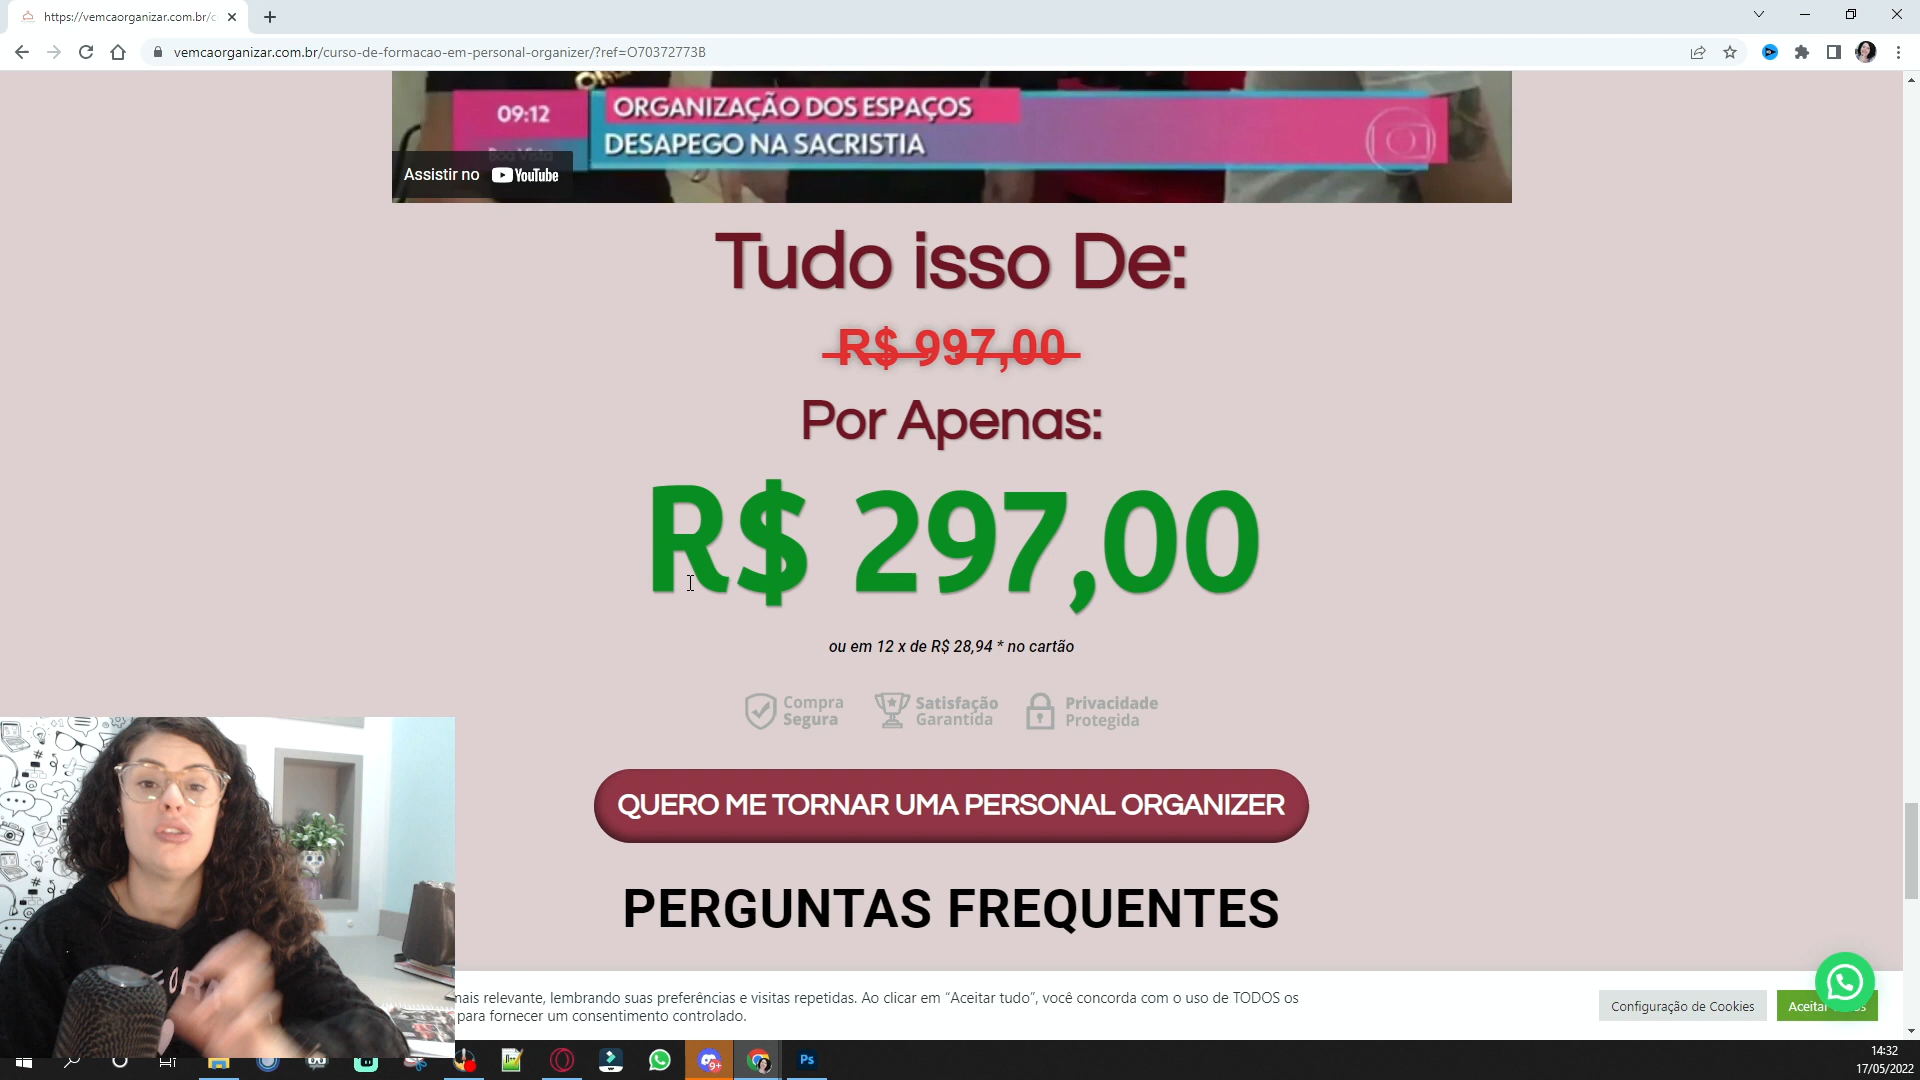 https://vemcaorganizar.com.br/c
vemcaorganizar.com.br/curso-de-formacao-em-personal-organizer/?ref=O70372773B
09:12
ORGANIZAÇÃO DOS ESPAÇOS
DESAPEGO NA SACRISTIA
Boa Vista
Assistir no YouTube
Tudo isso De:
R$ 997,00
Por Apenas:
R$ 297,00
ou em 12 x de R$ 28,94 * no cartão
Compra Segura
Satisfação Garantida
Privacidade Protegida
QUERO ME TORNAR UMA PERSONAL ORGANIZER
PERGUNTAS FREQUENTES
mais relevante, lembrando suas preferências e visitas repetidas. Ao clicar em “Aceitar tudo”, você concorda com o uso de TODOS os
para fornecer um consentimento controlado.
Configuração de Cookies
Aceitar
9+
Ps
14:32
17/05/2022